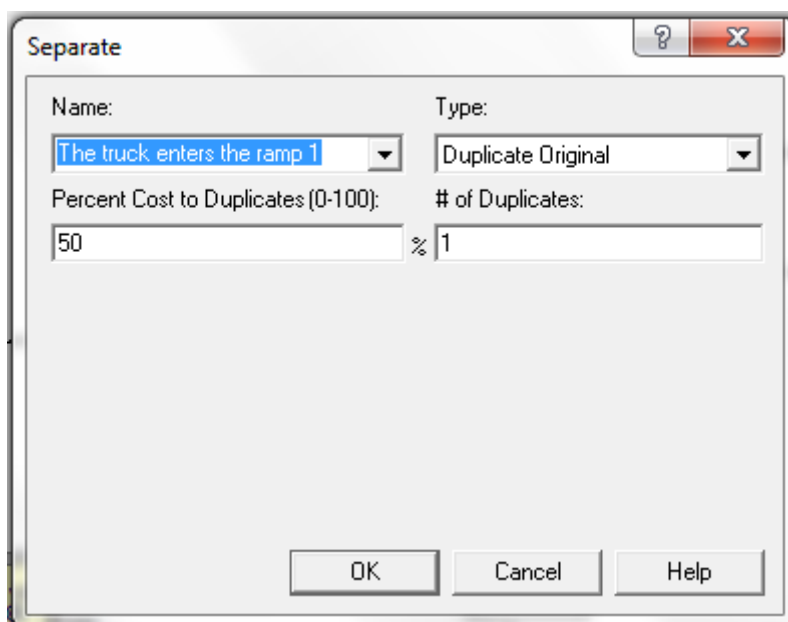 Separate
Name: Type:
The truck enters the ramp 1 Duplicate Original
Percent Cost to Duplicates (0-100): # of Duplicates:
50 % 1
OK Cancel Help